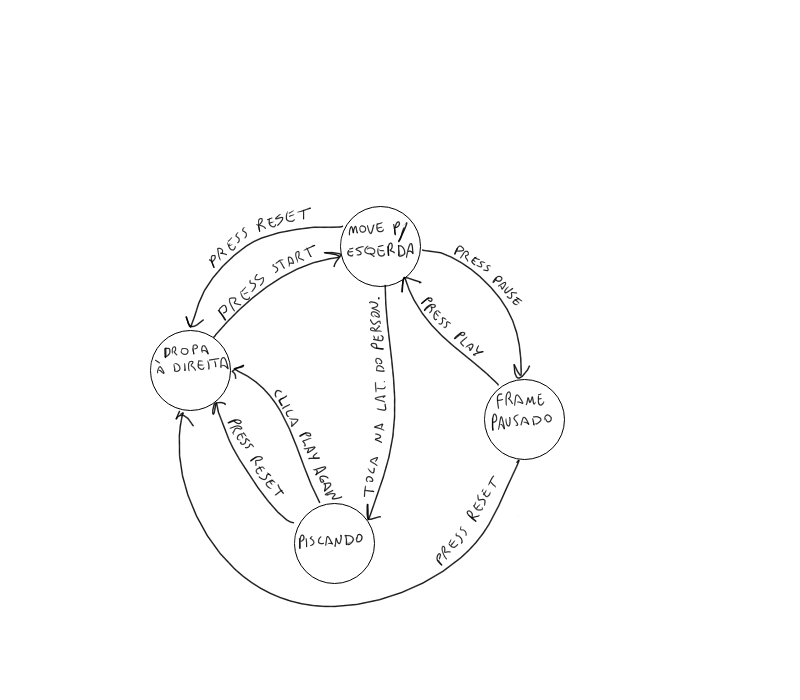 PRESS RESET
MOVE P/
ESQERDA
PRESS START
PRESS PAUSE
PRESS PLAY
TOCA NA LAT. DO PERSON.
DROPA
À DIREITA
FRAME
PAUSADO
CLICA PLAY AGAIN
PRESS RESET
PRESS RESET
PISCANDO